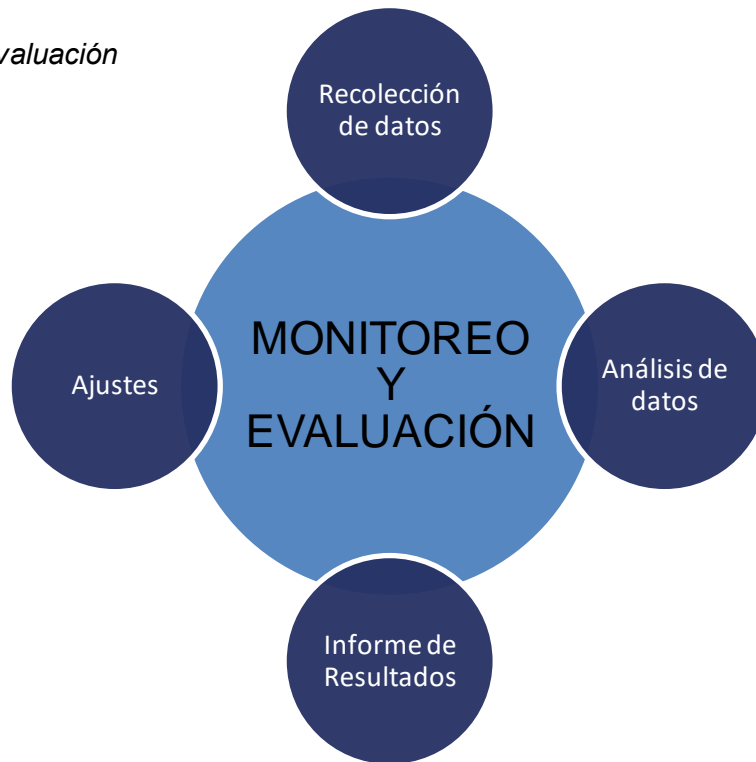 valuación
Recolección
de datos
MONITOREO
Y
EVALUACIÓN
Ajustes
Análisis de
datos
Informe de
Resultados